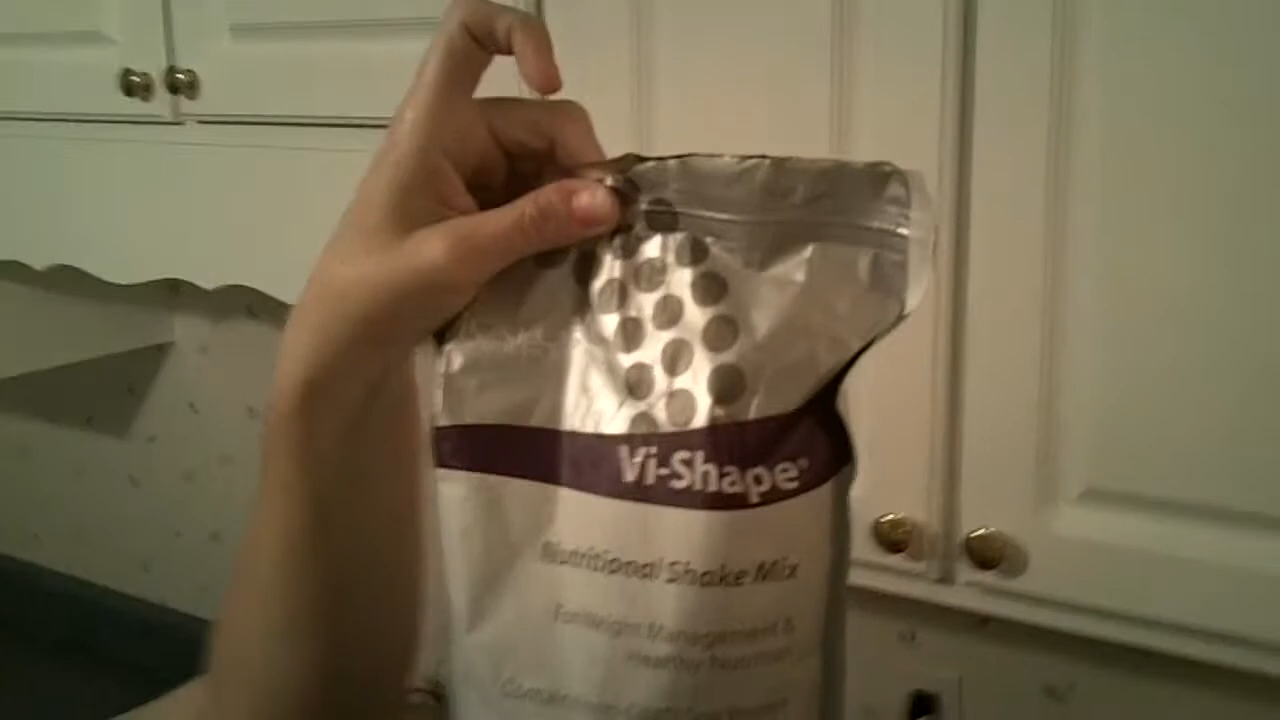 Vi-Shape
Nutritional Shake Mix
For Weight Management &
Healthy Nutrition